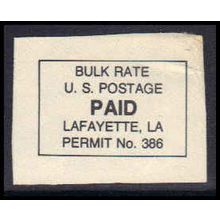 BULK RATE
U. S. POSTAGE
PAID
LAFAYETTE, LA
PERMIT No. 386